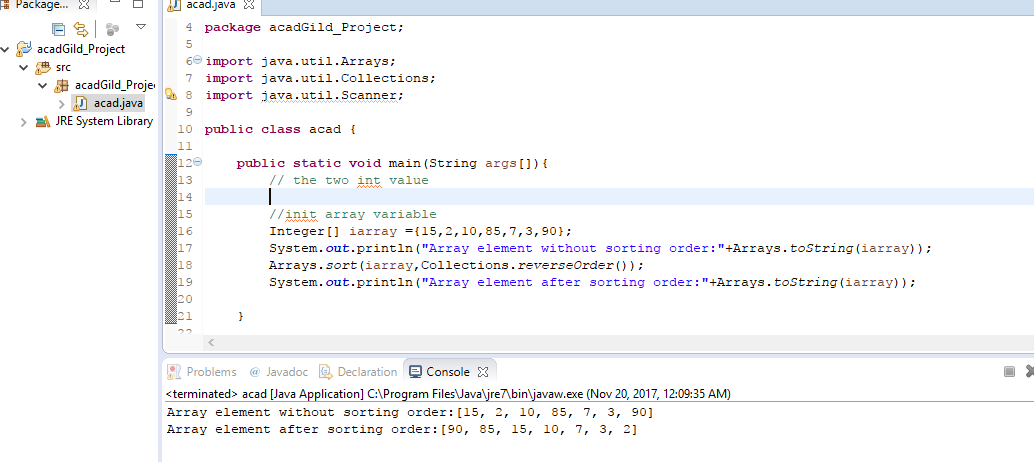 Package...
acadGild_Project
src
acadGild_Proje
acad.java
JRE System Library
acad.java
4 package acadGild_Project;
5
6 import java.util.Arrays;
7 import java.util.Collections;
8 import java.util.Scanner;
9
10 public class acad {
11
12 public static void main(String args[]){
13 // the two int value
14
15 //init array variable
16 Integer[] iarray ={15,2,10,85,7,3,90};
17 System.out.println("Array element without sorting order:"+Arrays.toString(iarray));
18 Arrays.sort(iarray,Collections.reverseOrder());
19 System.out.println("Array element after sorting order:"+Arrays.toString(iarray));
20
21 }
22
Problems @ Javadoc Declaration Console
<terminated> acad [Java Application] C:\Program Files\Java\jre7\bin\javaw.exe (Nov 20, 2017, 12:09:35 AM)
Array element without sorting order:[15, 2, 10, 85, 7, 3, 90]
Array element after sorting order:[90, 85, 15, 10, 7, 3, 2]